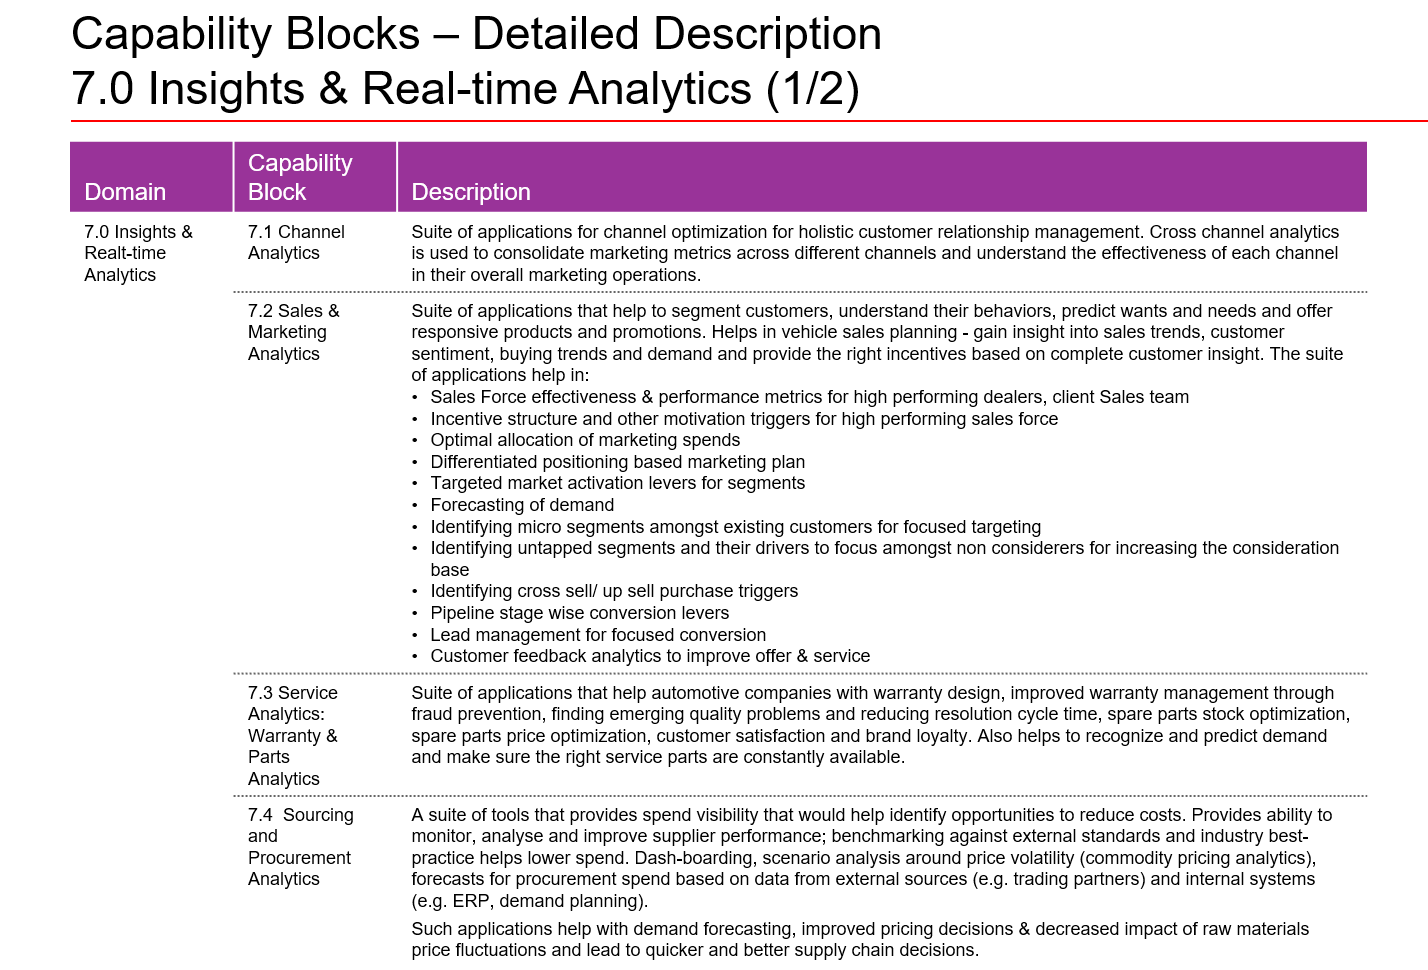 Capability Blocks – Detailed Description
7.0 Insights & Real-time Analytics (1/2)
Domain
Capability
Block
Description
7.0 Insights &
Realt-time
Analytics
7.1 Channel
Analytics
Suite of applications for channel optimization for holistic customer relationship management. Cross channel analytics
is used to consolidate marketing metrics across different channels and understand the effectiveness of each channel
in their overall marketing operations.
7.2 Sales &
Marketing
Analytics
Suite of applications that help to segment customers, understand their behaviors, predict wants and needs and offer
responsive products and promotions. Helps in vehicle sales planning - gain insight into sales trends, customer
sentiment, buying trends and demand and provide the right incentives based on complete customer insight. The suite
of applications help in:
• Sales Force effectiveness & performance metrics for high performing dealers, client Sales team
• Incentive structure and other motivation triggers for high performing sales force
• Optimal allocation of marketing spends
• Differentiated positioning based marketing plan
• Targeted market activation levers for segments
• Forecasting of demand
• Identifying micro segments amongst existing customers for focused targeting
• Identifying untapped segments and their drivers to focus amongst non considerers for increasing the consideration
base
• Identifying cross sell/ up sell purchase triggers
• Pipeline stage wise conversion levers
• Lead management for focused conversion
• Customer feedback analytics to improve offer & service
7.3 Service
Analytics:
Warranty &
Parts
Analytics
Suite of applications that help automotive companies with warranty design, improved warranty management through
fraud prevention, finding emerging quality problems and reducing resolution cycle time, spare parts stock optimization,
spare parts price optimization, customer satisfaction and brand loyalty. Also helps to recognize and predict demand
and make sure the right service parts are constantly available.
7.4 Sourcing
and
Procurement
Analytics
A suite of tools that provides spend visibility that would help identify opportunities to reduce costs. Provides ability to
monitor, analyse and improve supplier performance; benchmarking against external standards and industry best-
practice helps lower spend. Dash-boarding, scenario analysis around price volatility (commodity pricing analytics),
forecasts for procurement spend based on data from external sources (e.g. trading partners) and internal systems
(e.g. ERP, demand planning).
Such applications help with demand forecasting, improved pricing decisions & decreased impact of raw materials
price fluctuations and lead to quicker and better supply chain decisions.